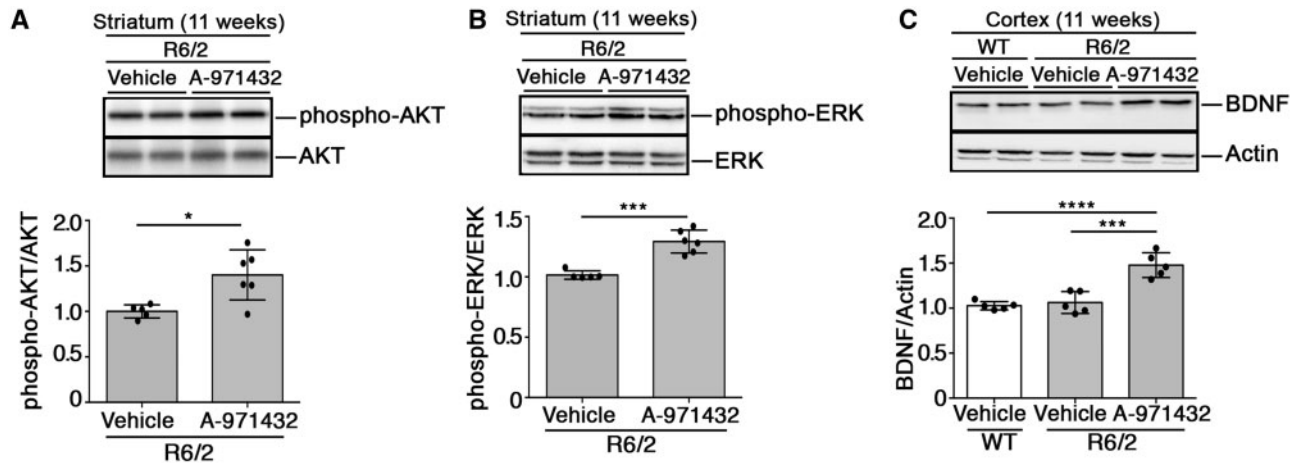 A
Striatum (11 weeks)
R6/2
Vehicle A-971432
phospho-AKT
AKT
phospho-AKT/AKT
2.0
1.5
1.0
0.5
0
*
Vehicle A-971432
R6/2
B
Striatum (11 weeks)
R6/2
Vehicle A-971432
phospho-ERK
ERK
phospho-ERK/ERK
1.5
1.0
0.5
0
***
Vehicle A-971432
R6/2
C
Cortex (11 weeks)
WT R6/2
Vehicle Vehicle A-971432
BDNF
Actin
BDNF/Actin
2.0
1.5
1.0
0.5
0
****
***
Vehicle Vehicle A-971432
WT R6/2